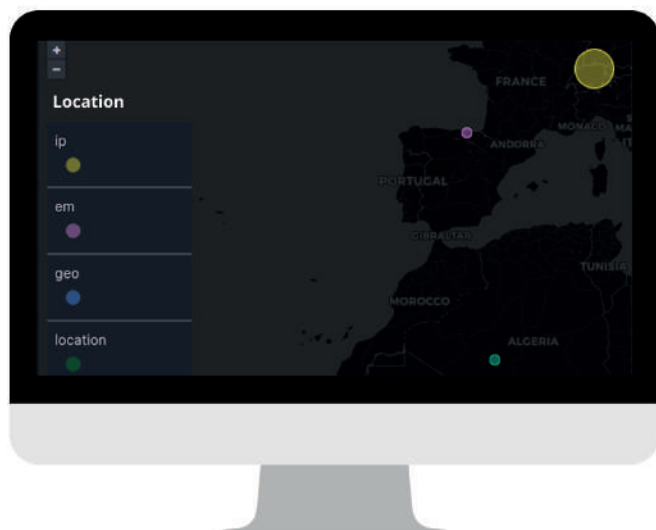 +
−
FRANCE
Location
MONACO
ip
ANDORRA
PORTUGAL
em
GIBRALTAR
TUNISIA
geo
MOROCCO
location
ALGERIA